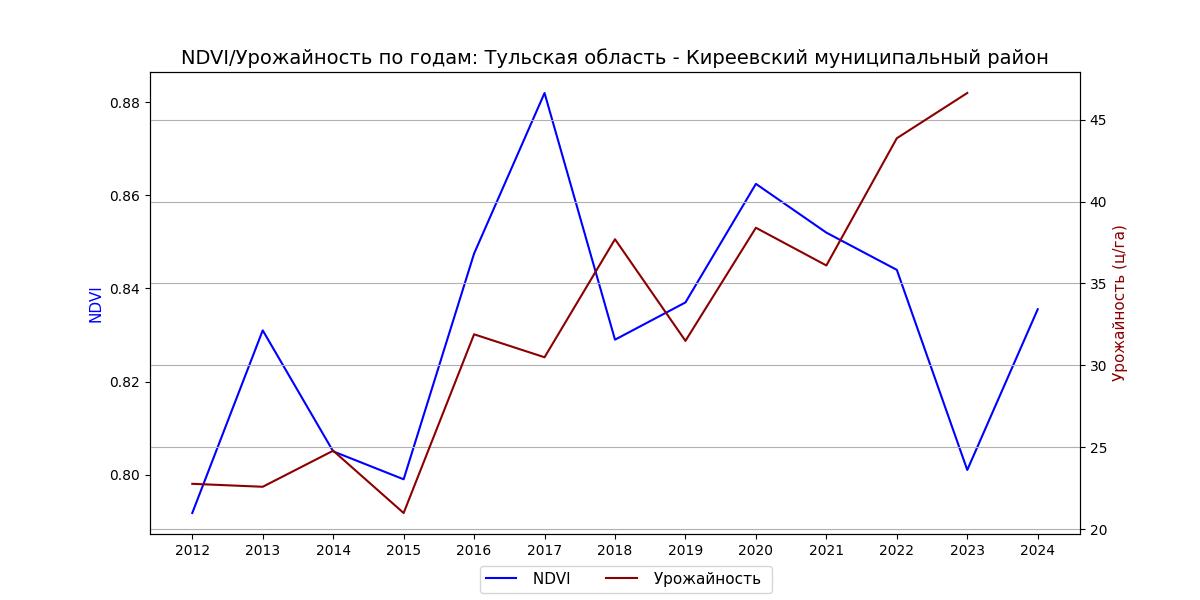 NDVI/Урожайность по годам: Тульская область - Киреевский муниципальный район
0.88
0.86
0.84
0.82
0.80
NDVI
45
40
35
30
25
20
Урожайность (ц/га)
2012 2013 2014 2015 2016 2017 2018 2019 2020 2021 2022 2023 2024
NDVI Урожайность